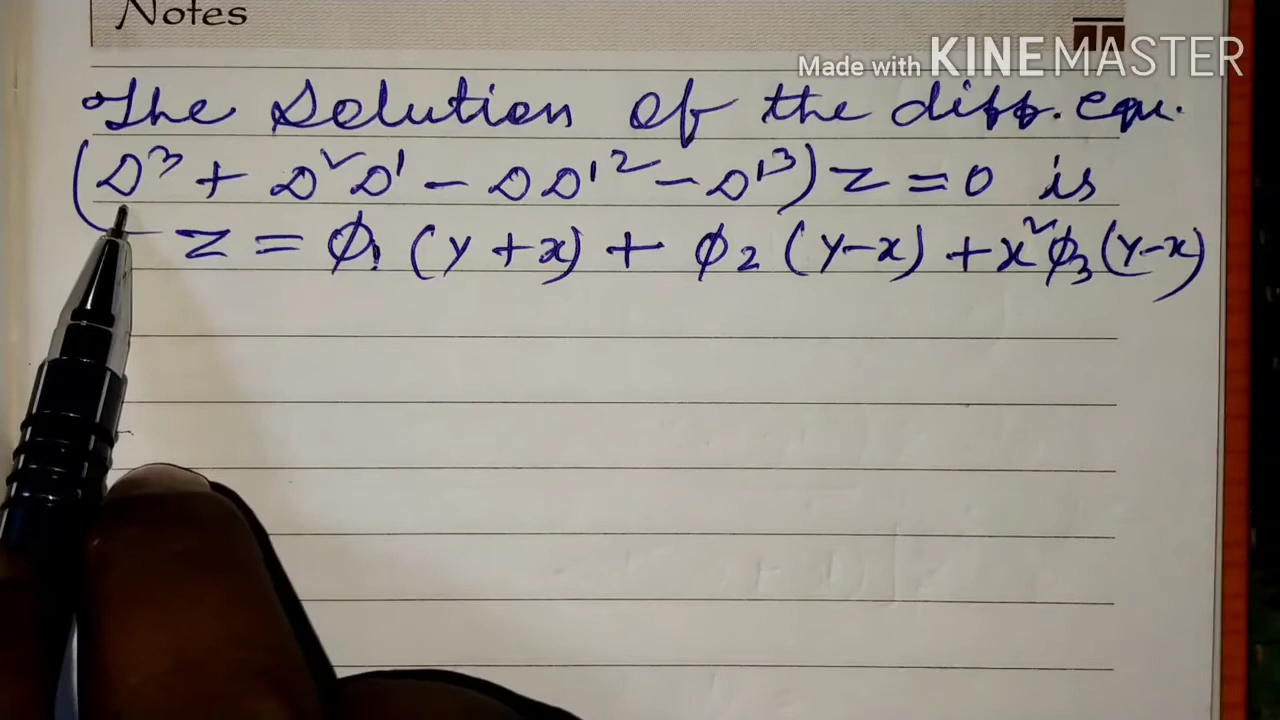 Notes
Made with KINEMASTER
The Solution of the diff. equ.
(D³ + D²D' - DD'² - D'³) z = 0 is
z = φ₁ (y + x) + φ₂ (y - x) + x²φ₃ (y - x)